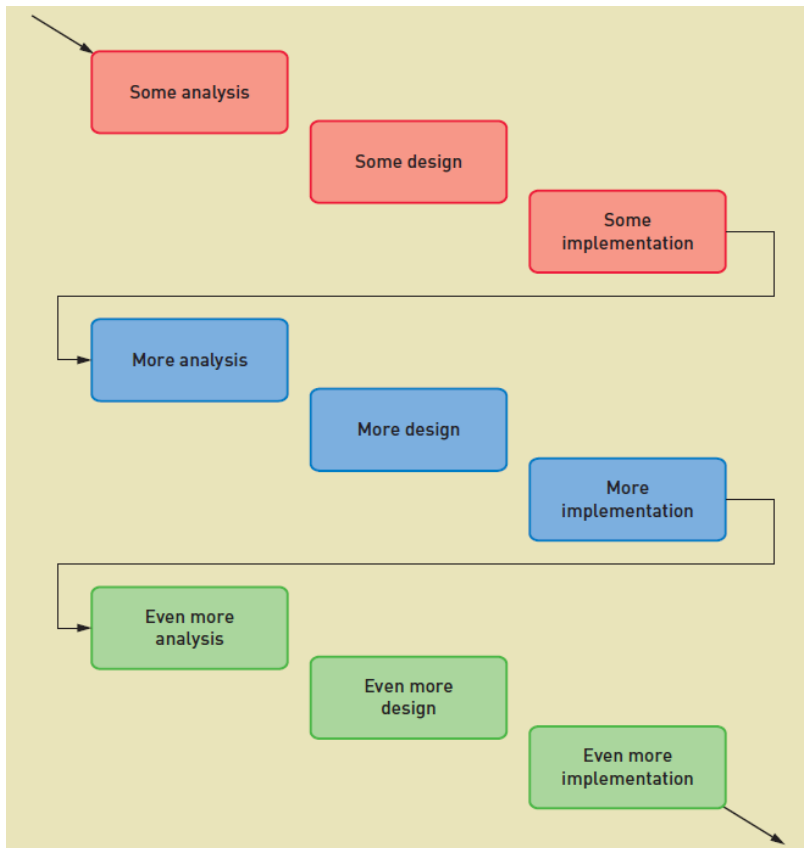 Some analysis
Some design
Some
implementation
More analysis
More design
More
implementation
Even more
analysis
Even more
design
Even more
implementation